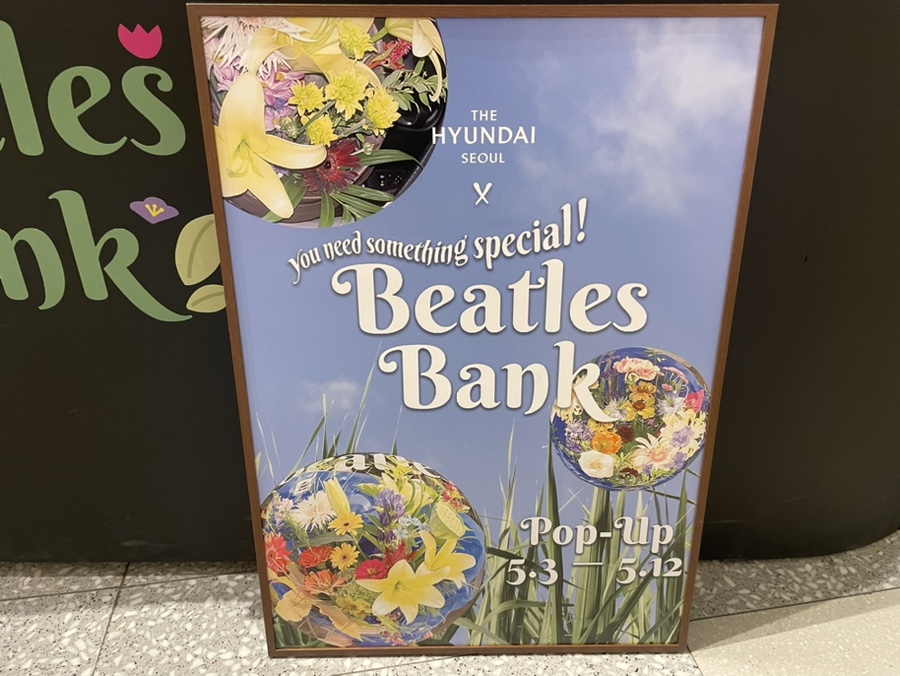 les
nk
THE
HYUNDAI
SEOUL
X
you need something special!
Beatles
Bank
Pop-Up
5.3 — 5.12